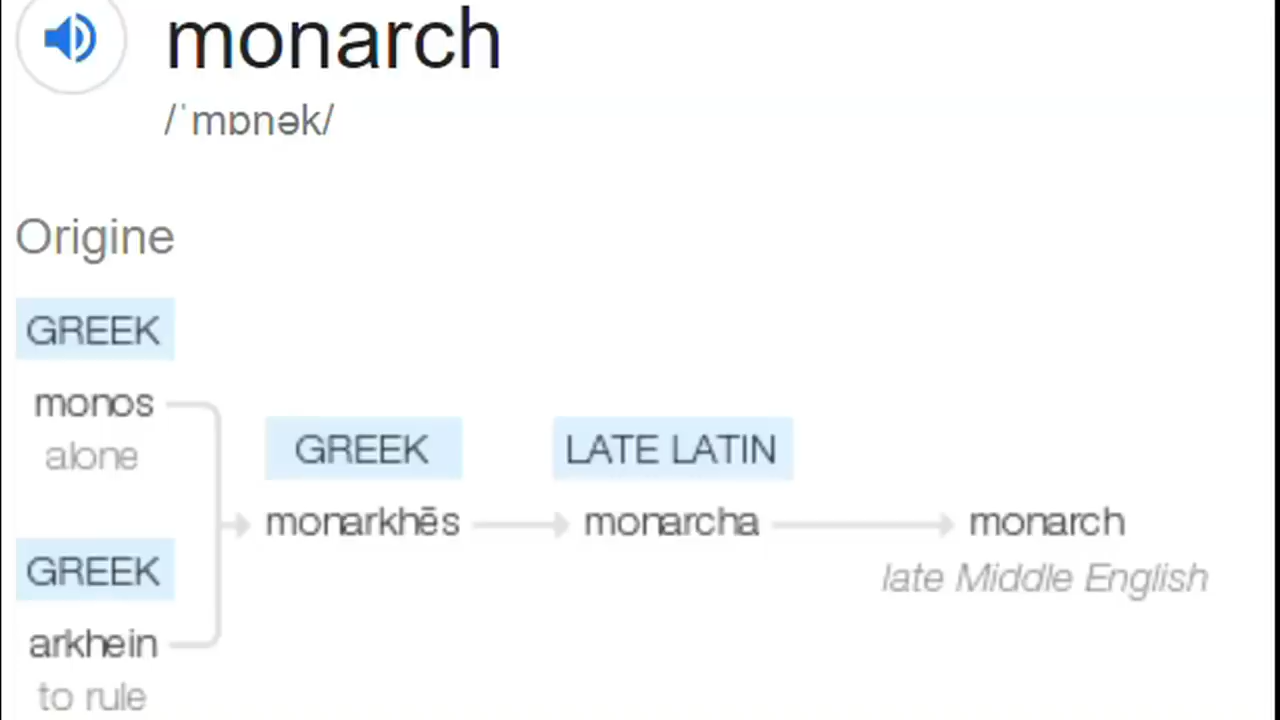 monarch
/ˈmɒnək/
Origine
GREEK
monos
alone
GREEK
arkhein
to rule
GREEK
monarkhēs
LATE LATIN
monarcha
monarch
late Middle English